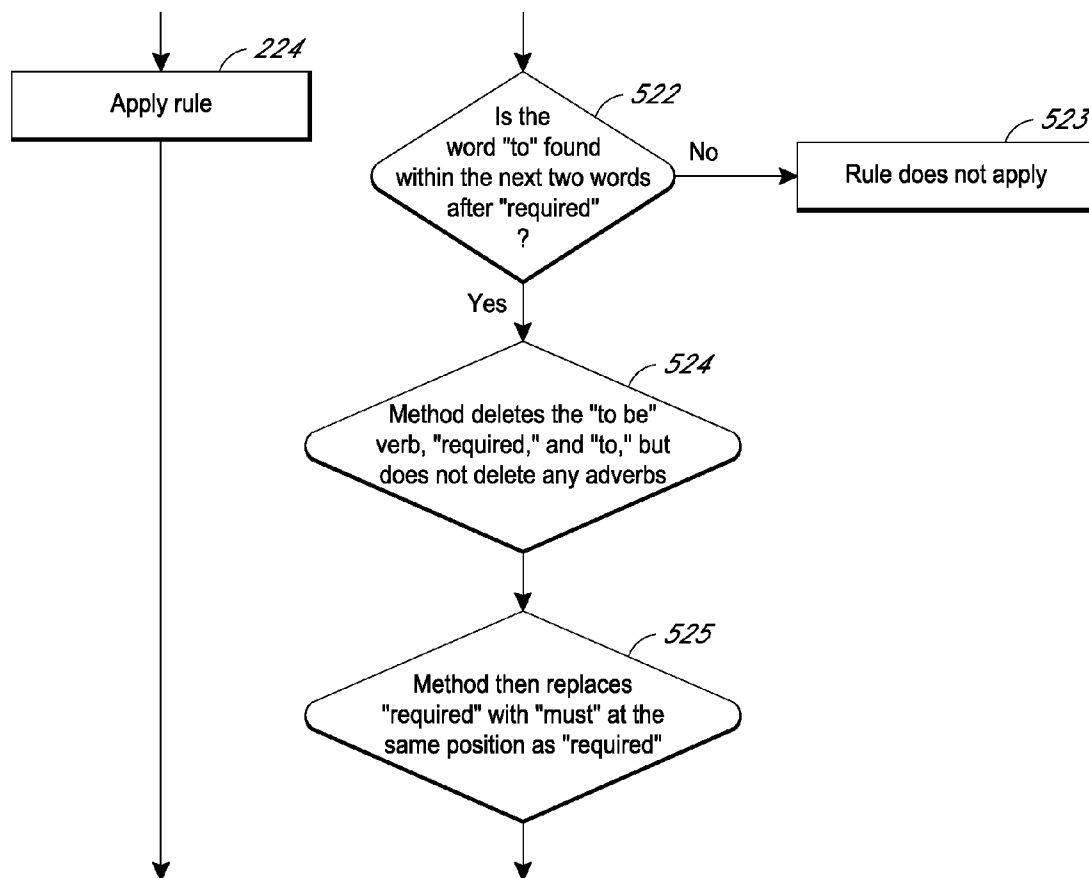 224
Apply rule
522
Is the
word "to" found
within the next two words
after "required"
?
No
523
Rule does not apply
Yes
524
Method deletes the "to be"
verb, "required," and "to," but
does not delete any adverbs
525
Method then replaces
"required" with "must" at the
same position as "required"